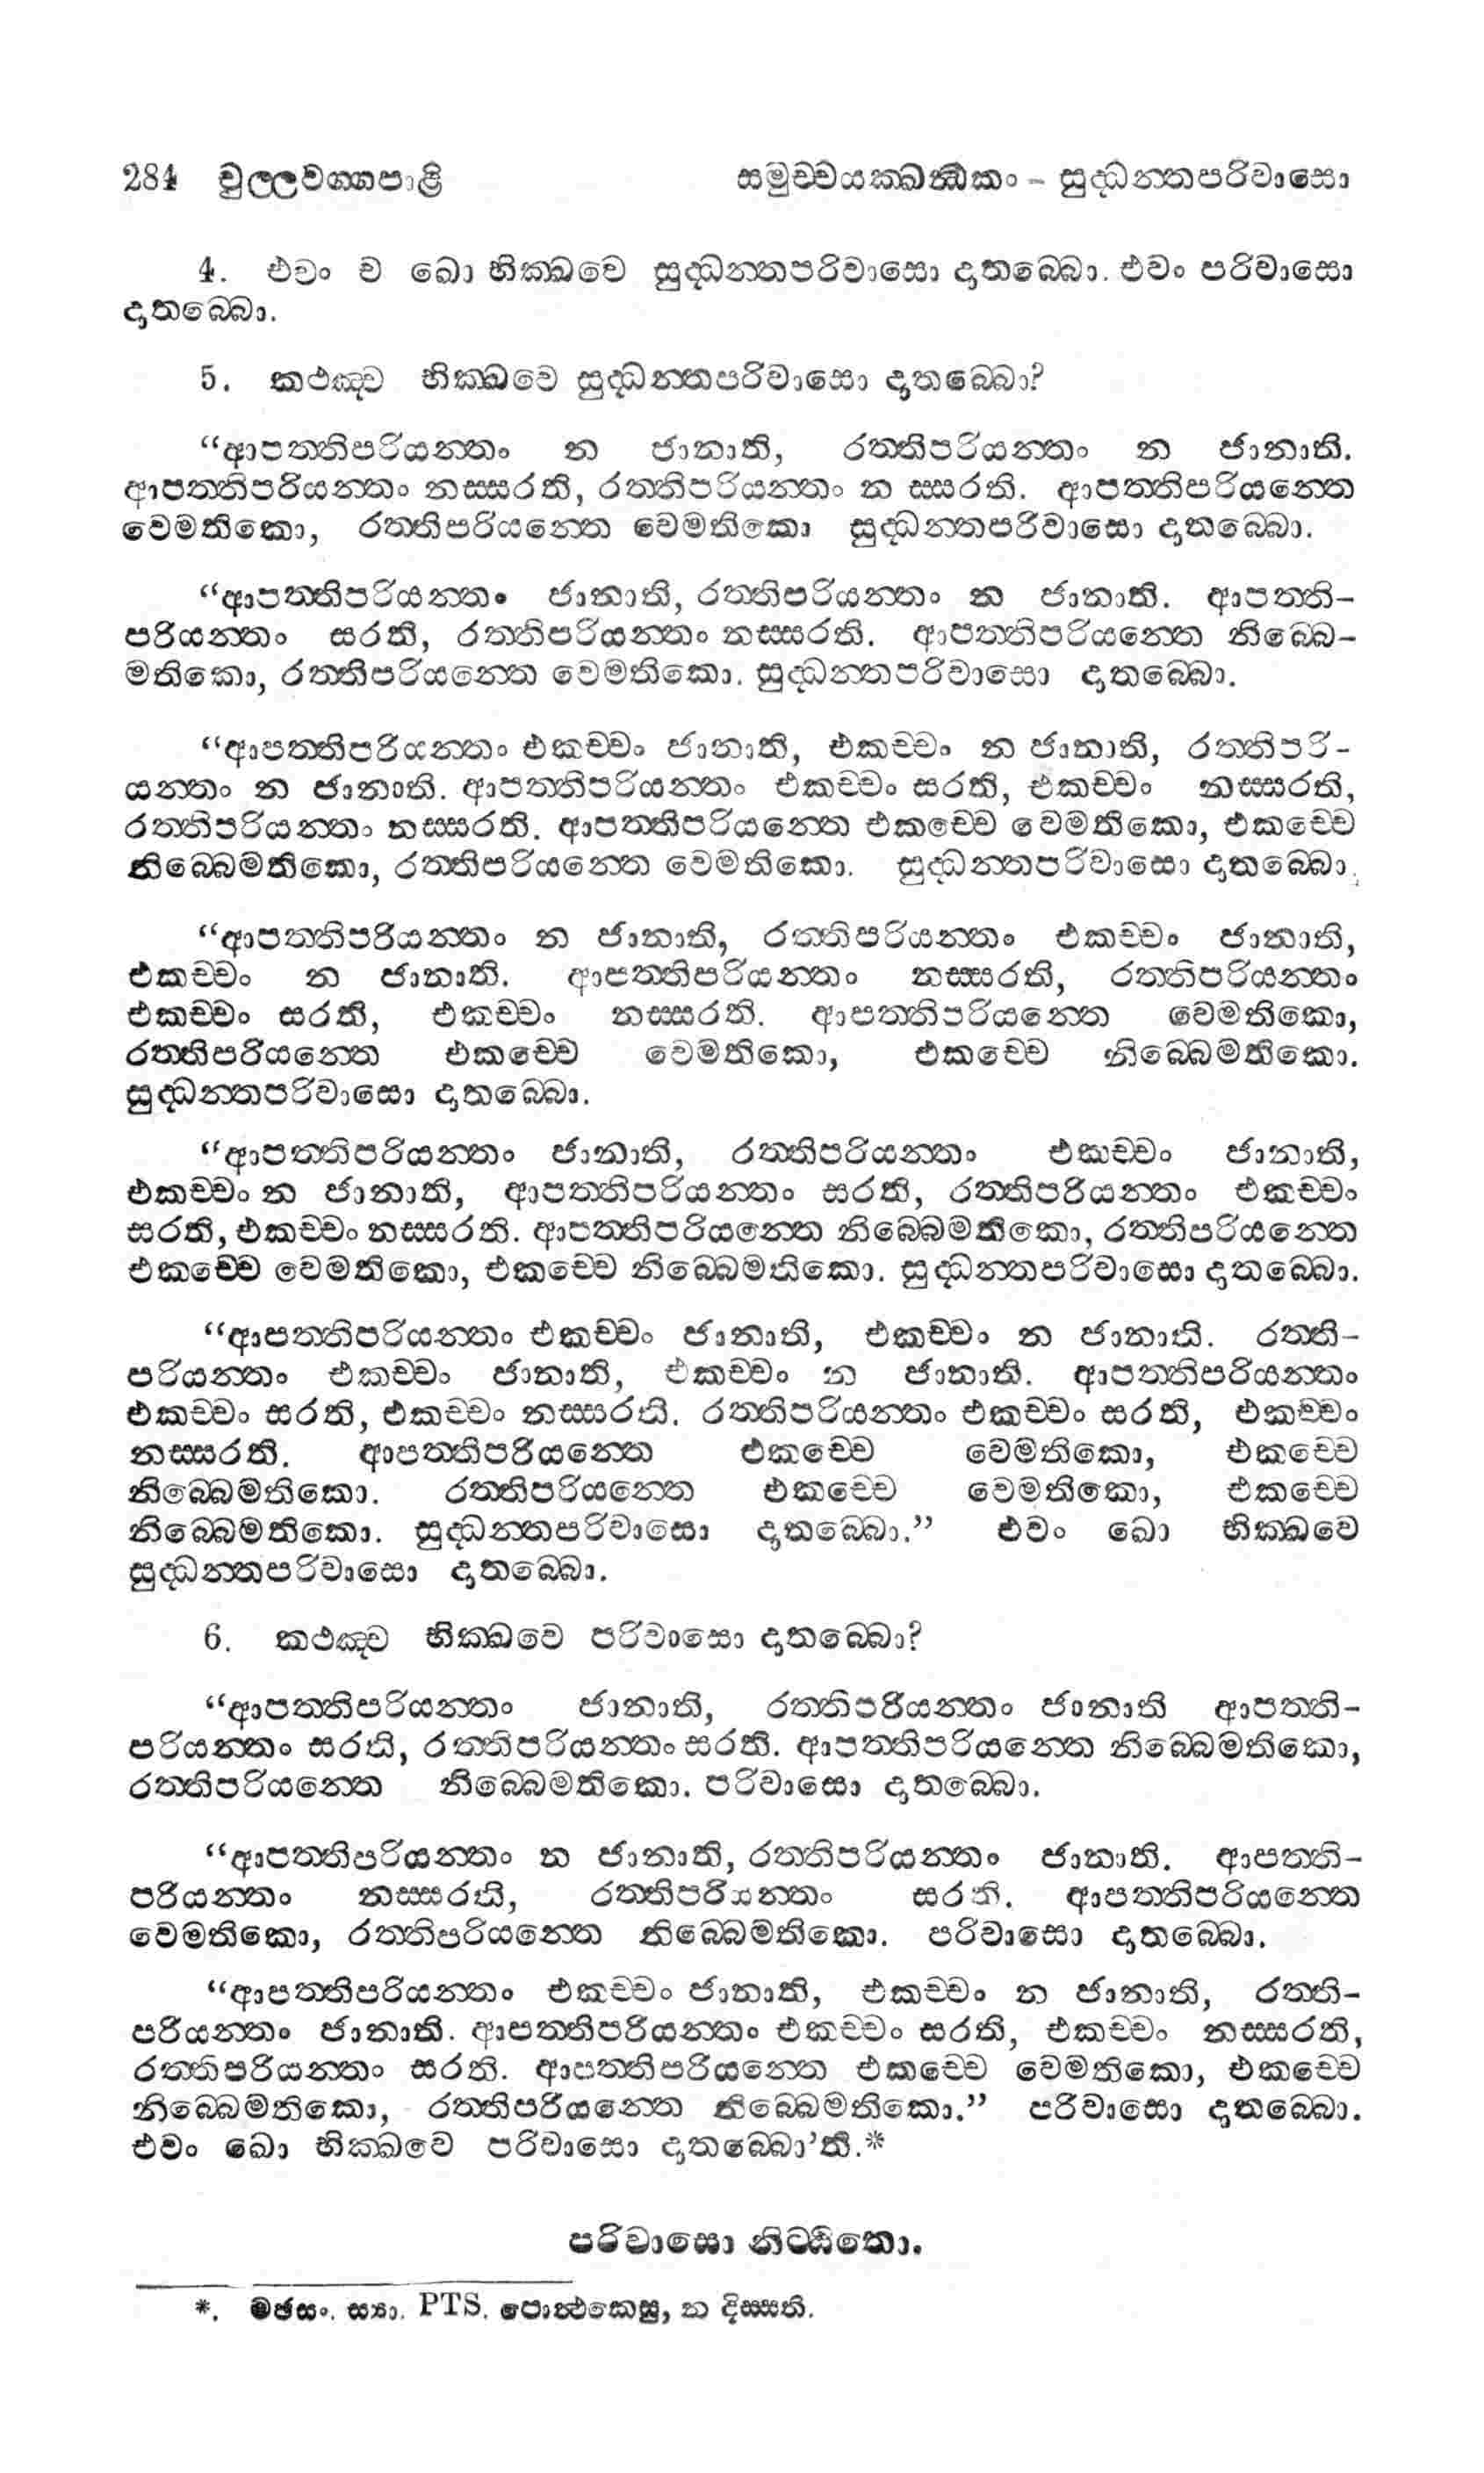 284 චුල්ලවග්ගපාළි සමුච්චයක්ඛන්ධකං – සුද්ධන්තපරිවාසො
4. එවං ච ඛො භික්ඛවෙ සුද්ධන්තපරිවාසො දාතබ්බො. එවං පරිවාසො
දාතබ්බො.
5. කථඤ්ච භික්ඛවෙ සුද්ධන්තපරිවාසො දාතබ්බො?
“ආපත්තිපරියන්තං න ජානාති, රත්තිපරියන්තං න ජානාති.
ආපත්තිපරියන්තං නස්සරති, රත්තිපරියන්තං න ස්සරති. ආපත්තිපරියන්තෙ
වෙමතිකො, රත්තිපරියන්තෙ වෙමතිකො සුද්ධන්තපරිවාසො දාතබ්බො.
“ආපත්තිපරියන්තං ජානාති, රත්තිපරියන්තං න ජානාති. ආපත්ති-
පරියන්තං සරති, රත්තිපරියන්තං නස්සරති. ආපත්තිපරියන්තෙ නිබ්බෙ-
මතිකො, රත්තිපරියන්තෙ වෙමතිකො. සුද්ධන්තපරිවාසො දාතබ්බො.
“ආපත්තිපරියන්තං එකච්චං ජානාති, එකච්චං න ජානාති, රත්තිපරි-
යන්තං න ජානාති. ආපත්තිපරියන්තං එකච්චං සරති, එකච්චං නස්සරති,
රත්තිපරියන්තං නස්සරති. ආපත්තිපරියන්තෙ එකච්චෙ වෙමතිකො, එකච්චෙ
නිබ්බෙමතිකො, රත්තිපරියන්තෙ වෙමතිකො. සුද්ධන්තපරිවාසො දාතබ්බො.
“ආපත්තිපරියන්තං න ජානාති, රත්තිපරියන්තං එකච්චං ජානාති,
එකච්චං න ජානාති. ආපත්තිපරියන්තං නස්සරති, රත්තිපරියන්තං
එකච්චං සරති, එකච්චං නස්සරති. ආපත්තිපරියන්තෙ වෙමතිකො,
රත්තිපරියන්තෙ එකච්චෙ වෙමතිකො, එකච්චෙ නිබ්බෙමතිකො.
සුද්ධන්තපරිවාසො දාතබ්බො.
“ආපත්තිපරියන්තං ජානාති, රත්තිපරියන්තං එකච්චං ජානාති,
එකච්චං න ජානාති, ආපත්තිපරියන්තං සරති, රත්තිපරියන්තං එකච්චං
සරති, එකච්චං නස්සරති. ආපත්තිපරියන්තෙ නිබ්බෙමතිකො, රත්තිපරියන්තෙ
එකච්චෙ වෙමතිකො, එකච්චෙ නිබ්බෙමතිකො. සුද්ධන්තපරිවාසො දාතබ්බො.
“ආපත්තිපරියන්තං එකච්චං ජානාති, එකච්චං න ජානාති. රත්ති-
පරියන්තං එකච්චං ජානාති, එකච්චං න ජානාති. ආපත්තිපරියන්තං
එකච්චං සරති, එකච්චං නස්සරති. රත්තිපරියන්තං එකච්චං සරති, එකච්චං
නස්සරති. ආපත්තිපරියන්තෙ එකච්චෙ වෙමතිකො, එකච්චෙ
නිබ්බෙමතිකො. රත්තිපරියන්තෙ එකච්චෙ වෙමතිකො, එකච්චෙ
නිබ්බෙමතිකො. සුද්ධන්තපරිවාසො දාතබ්බො.” එවං ඛො භික්ඛවෙ
සුද්ධන්තපරිවාසො දාතබ්බො.
6. කථඤ්ච භික්ඛවෙ පරිවාසො දාතබ්බො?
“ආපත්තිපරියන්තං ජානාති, රත්තිපරියන්තං ජානාති ආපත්ති-
පරියන්තං සරති, රත්තිපරියන්තං සරති. ආපත්තිපරියන්තෙ නිබ්බෙමතිකො,
රත්තිපරියන්තෙ නිබ්බෙමතිකො. පරිවාසො දාතබ්බො.
“ආපත්තිපරියන්තං න ජානාති, රත්තිපරියන්තං ජානාති. ආපත්ති-
පරියන්තං නස්සරති, රත්තිපරියන්තං සරති. ආපත්තිපරියන්තෙ
වෙමතිකො, රත්තිපරියන්තෙ නිබ්බෙමතිකො. පරිවාසො දාතබ්බො.
“ආපත්තිපරියන්තං එකච්චං ජානාති, එකච්චං න ජානාති, රත්ති-
පරියන්තං ජානාති. ආපත්තිපරියන්තං එකච්චං සරති, එකච්චං නස්සරති,
රත්තිපරියන්තං සරති. ආපත්තිපරියන්තෙ එකච්චෙ වෙමතිකො, එකච්චෙ
නිබ්බෙමතිකො, රත්තිපරියන්තෙ නිබ්බෙමතිකො.” පරිවාසො දාතබ්බො.
එවං ඛො භික්ඛවෙ පරිවාසො දාතබ්බො’ති.*
පරිවාසො නිට්ඨිතො.
*. මඡසං. ස්‍යා. PTS. පොත්‍ථකෙසු, න දිස්සති.